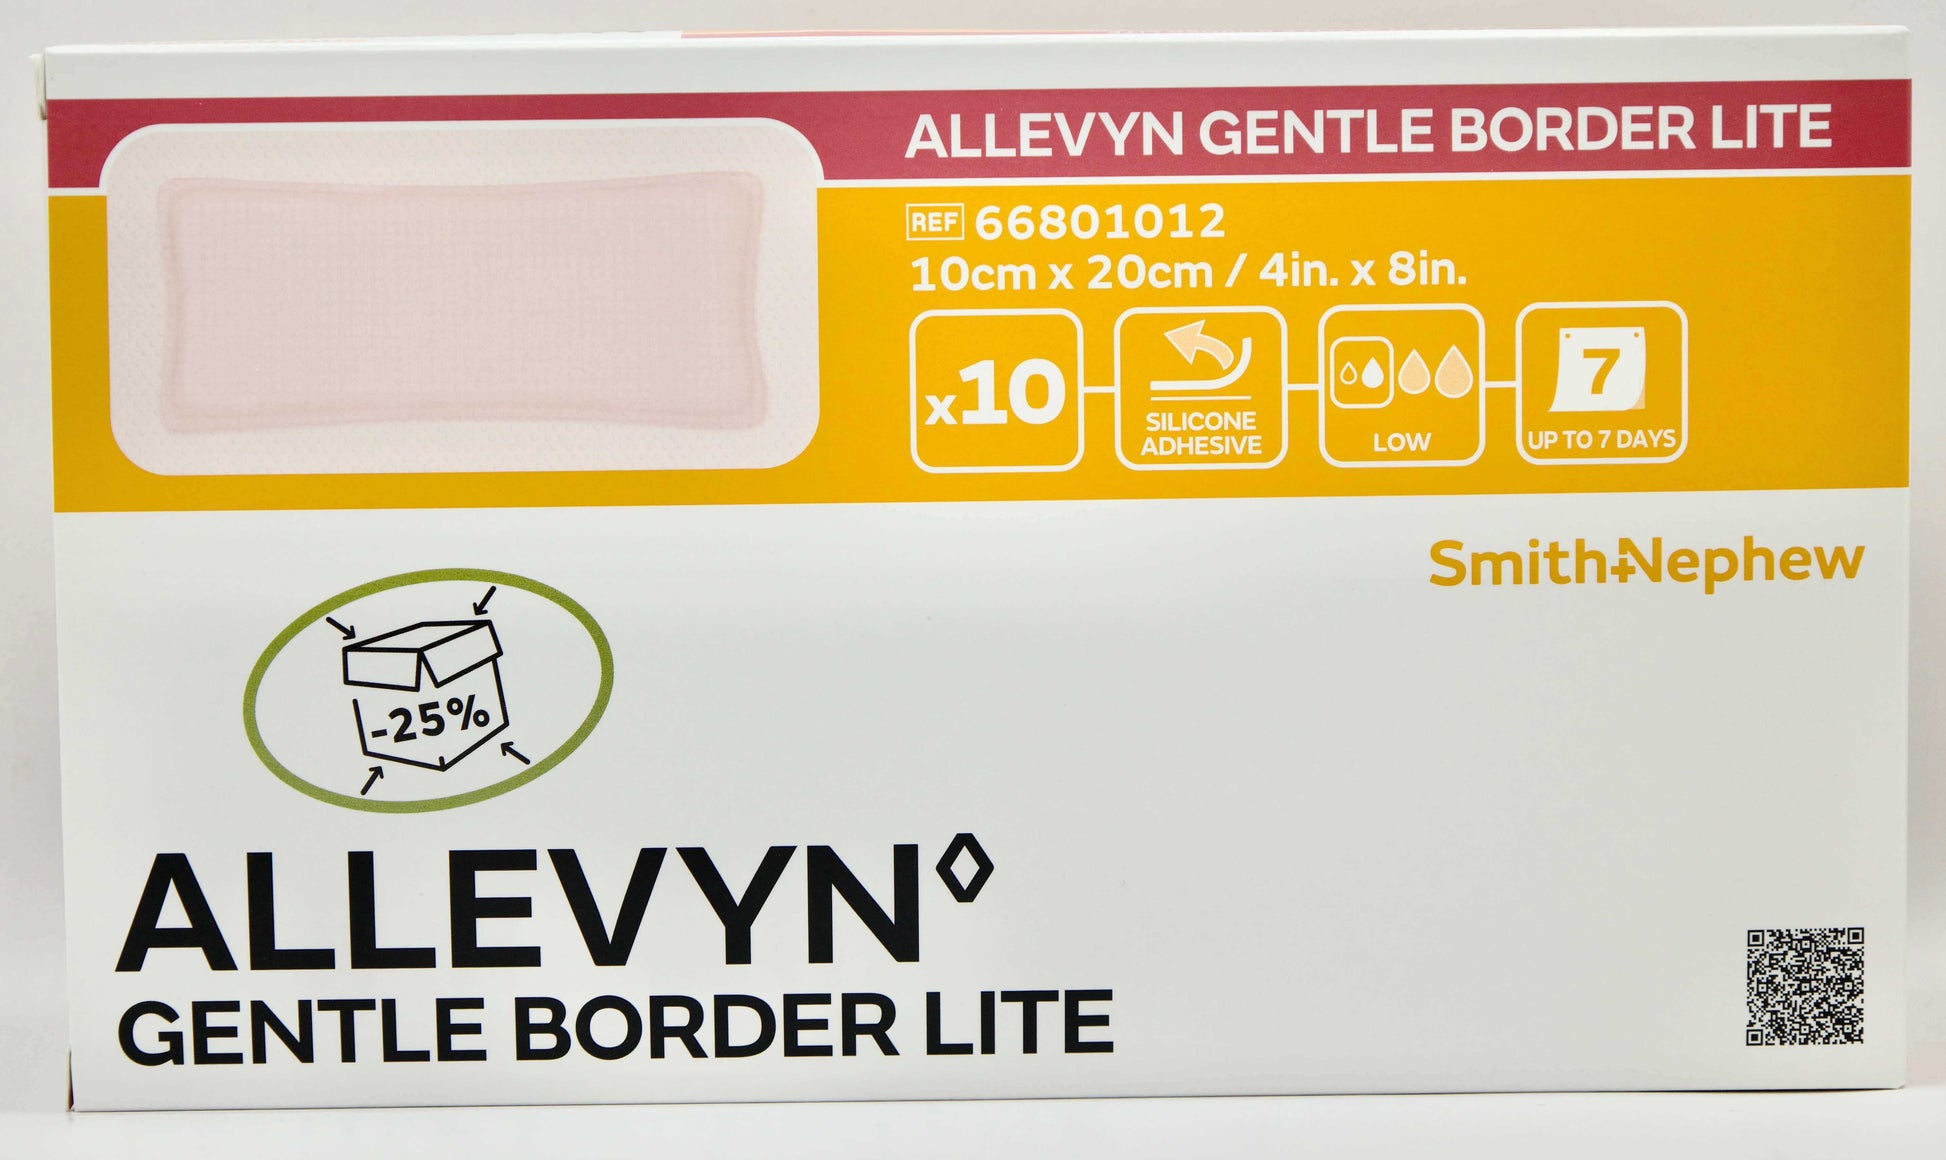 ALLEVYN GENTLE BORDER LITE
REF 66801012
10cm x 20cm / 4in. x 8in.
x10
SILICONE
ADHESIVE
LOW
7
UP TO 7 DAYS
Smith+Nephew
-25%
ALLEVYN◊
GENTLE BORDER LITE